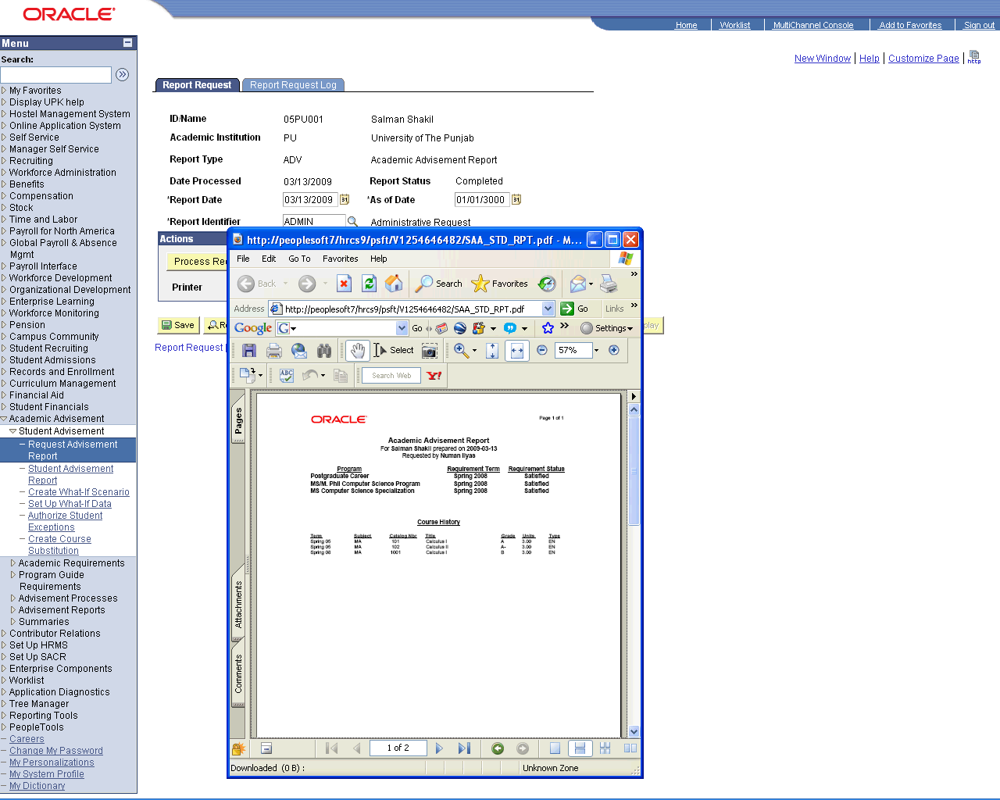 ORACLE
Home
Worklist
MultiChannel Console
Add to Favorites
Sign out
Menu
Search:
My Favorites
Display UPK help
Hostel Management System
Online Application System
Self Service
Manager Self Service
Recruiting
Workforce Administration
Benefits
Compensation
Stock
Time and Labor
Payroll for North America
Global Payroll & Absence
Mgmt
Payroll Interface
Workforce Development
Organizational Development
Enterprise Learning
Workforce Monitoring
Pension
Campus Community
Student Recruiting
Student Admissions
Records and Enrollment
Curriculum Management
Financial Aid
Student Financials
Academic Advisement
Student Advisement
Request Advisement
Report
Student Advisement
Report
Create What-If Scenario
Set Up What-If Data
Authorize Student
Exceptions
Create Course
Substitution
Academic Requirements
Program Guide
Requirements
Advisement Processes
Advisement Reports
Summaries
Contributor Relations
Set Up HRMS
Set Up SACR
Enterprise Components
Worklist
Application Diagnostics
Tree Manager
Reporting Tools
PeopleTools
Careers
Change My Password
My Personalizations
My System Profile
My Dictionary
New Window | Help | Customize Page | http
Report Request
Report Request Log
ID/Name 05PU001 Salman Shakil
Academic Institution PU University of The Punjab
Report Type ADV Academic Advisement Report
Date Processed 03/13/2009 Report Status Completed
*Report Date 03/13/2009 31 *As of Date 01/01/3000 31
*Report Identifier ADMIN Administrative Request
Actions
Process Re
Printer
Save
Re
play
Report Request |
http://peoplesoft7/hrcs9/psft/V1254646482/SAA_STD_RPT.pdf - M...
File Edit Go To Favorites Help
Back Search Favorites
Address http://peoplesoft7/hrcs9/psft/V1254646482/SAA_STD_RPT.pdf Go Links
Google G Go Settings
Select 57%
ABC Search Web Y!
Pages
Attachments
Comments
ORACLE Page 1 of 1
Academic Advisement Report
For Salman Shakil prepared on 2009-03-13
Requested by Numan Ilyas
Program Requirement Term Requirement Status
Postgraduate Career Spring 2008 Satisfied
MS/M. Phil Computer Science Program Spring 2008 Satisfied
MS Computer Science Specialization Spring 2008 Satisfied
Course History
Term Subject Catalog Nbr Title Grade Units Type
Spring 05 MA 101 Calculus I A 3.00 EN
Spring 05 MA 102 Calculus II A- 3.00 EN
Spring 08 MA 1001 Calculus I B 3.00 EN
1 of 2
Downloaded (0 B) : Unknown Zone